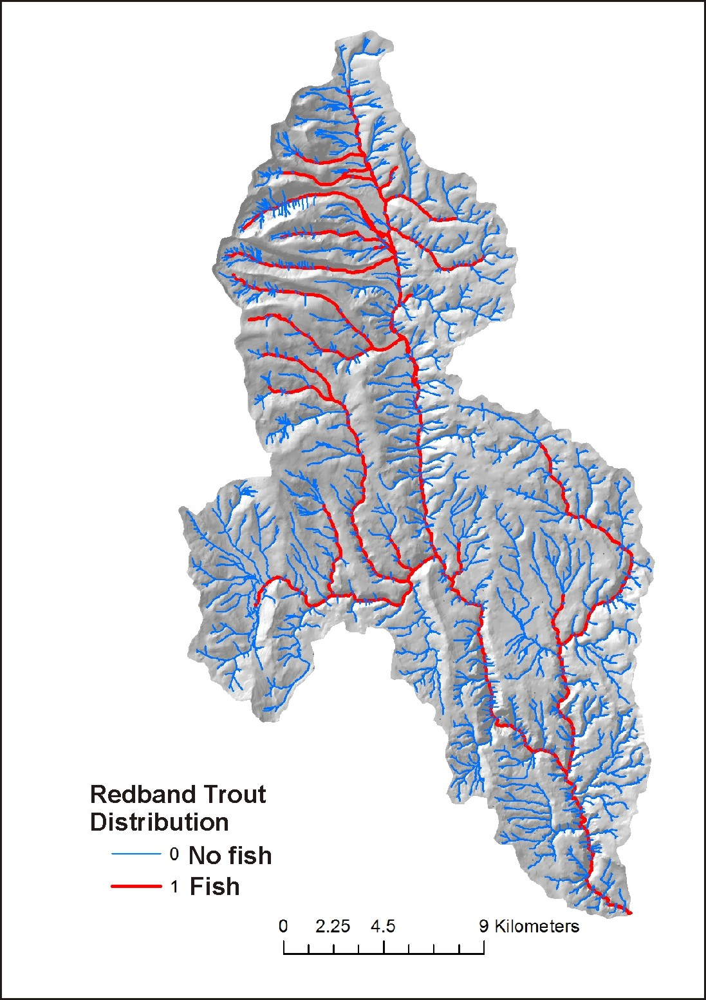 Redband Trout
Distribution
0 No fish
1 Fish
0 2.25 4.5 9 Kilometers